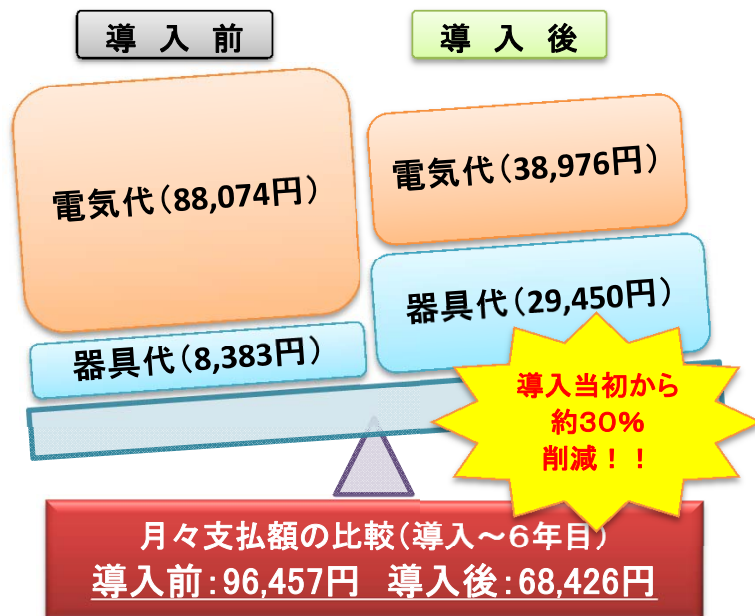 導入前
導入後
電気代（88,074円）
電気代（38,976円）
器具代（8,383円）
器具代（29,450円）
導入当初から
約30%
削減！！
月々支払額の比較（導入～6年目）
導入前：96,457円　導入後：68,426円